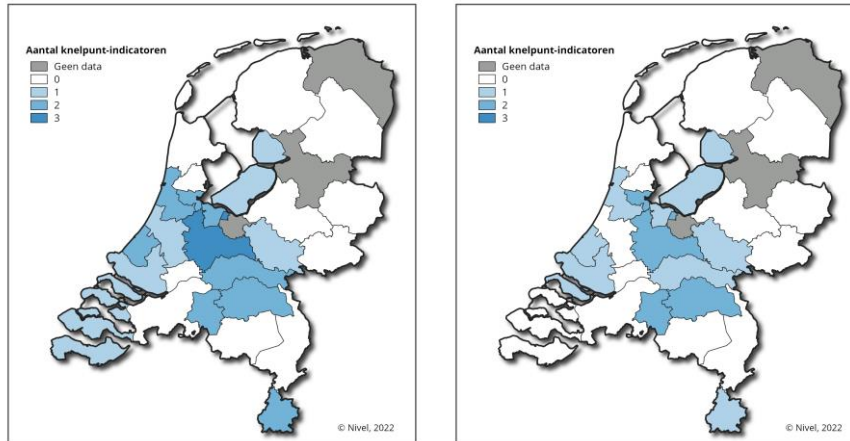 Aantal knelpunt-indicatoren
Geen data
0
1
2
3
© Nivel, 2022
Aantal knelpunt-indicatoren
Geen data
0
1
2
3
© Nivel, 2022